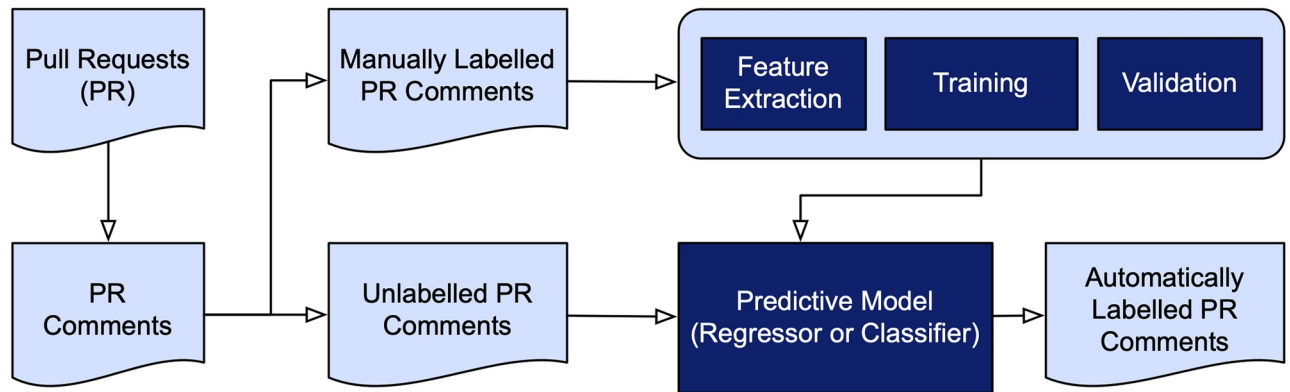 Pull Requests
(PR)
Manually Labelled
PR Comments
Feature
Extraction
Training
Validation
PR
Comments
Unlabelled PR
Comments
Predictive Model
(Regressor or Classifier)
Automatically
Labelled PR
Comments